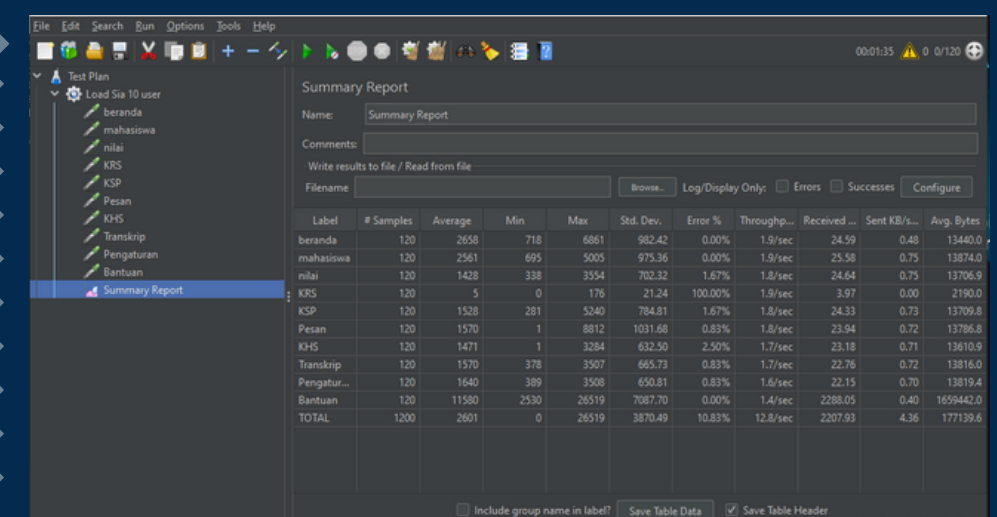 File Edit Search Run Options Tools Help
00:01:35 0 0/120
Test Plan
Load Sia 10 user
beranda
mahasiswa
nilai
KRS
KSP
Pesan
KHS
Transkrip
Pengaturan
Bantuan
Summary Report
Summary Report
Name: Summary Report
Comments:
Write results to file / Read from file
Filename Browse... Log/Display Only: Errors Successes Configure
Label # Samples Average Min Max Std. Dev. Error % Throughp... Received ... Sent KB/s... Avg. Bytes
beranda 120 2658 718 6861 982.42 0.00% 1.9/sec 24.59 0.48 13440.0
mahasiswa 120 2561 695 5005 975.36 0.00% 1.9/sec 25.58 0.75 13874.0
nilai 120 1428 338 3554 702.32 1.67% 1.8/sec 24.64 0.75 13706.9
KRS 120 5 0 176 21.24 100.00% 1.9/sec 3.97 0.00 2190.0
KSP 120 1528 281 5240 784.81 1.67% 1.8/sec 24.33 0.73 13709.8
Pesan 120 1570 1 8812 1031.68 0.83% 1.8/sec 23.94 0.72 13786.8
KHS 120 1471 1 3284 632.50 2.50% 1.7/sec 23.18 0.71 13610.9
Transkrip 120 1570 378 3507 665.73 0.83% 1.7/sec 22.76 0.72 13816.0
Pengatur... 120 1640 389 3508 650.81 0.83% 1.6/sec 22.15 0.70 13819.4
Bantuan 120 11580 2530 26519 7087.70 0.00% 1.4/sec 2288.05 0.40 1659442.0
TOTAL 1200 2601 0 26519 3870.49 10.83% 12.8/sec 2207.93 4.36 177139.6
Include group name in label? Save Table Data Save Table Header